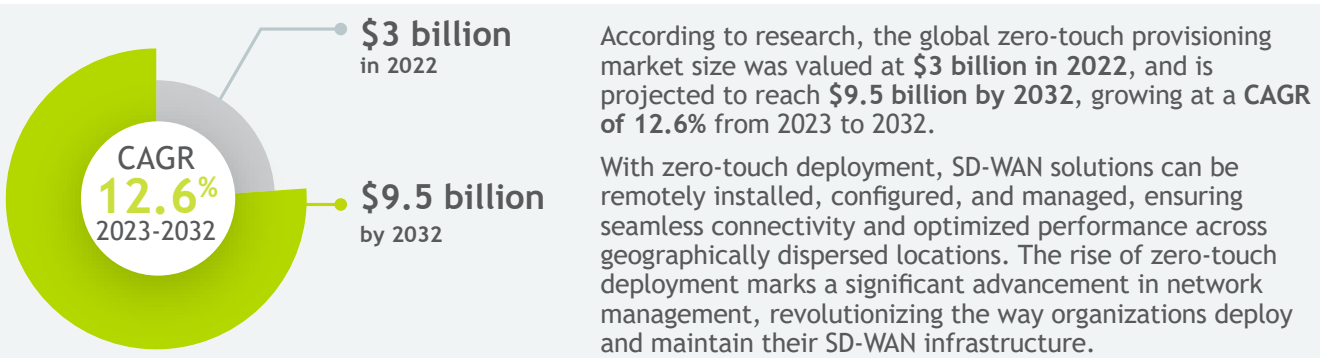 $3 billion
in 2022
CAGR
12.6%
2023-2032
$9.5 billion
by 2032
According to research, the global zero-touch provisioning
market size was valued at $3 billion in 2022, and is
projected to reach $9.5 billion by 2032, growing at a CAGR
of 12.6% from 2023 to 2032.
With zero-touch deployment, SD-WAN solutions can be
remotely installed, configured, and managed, ensuring
seamless connectivity and optimized performance across
geographically dispersed locations. The rise of zero-touch
deployment marks a significant advancement in network
management, revolutionizing the way organizations deploy
and maintain their SD-WAN infrastructure.